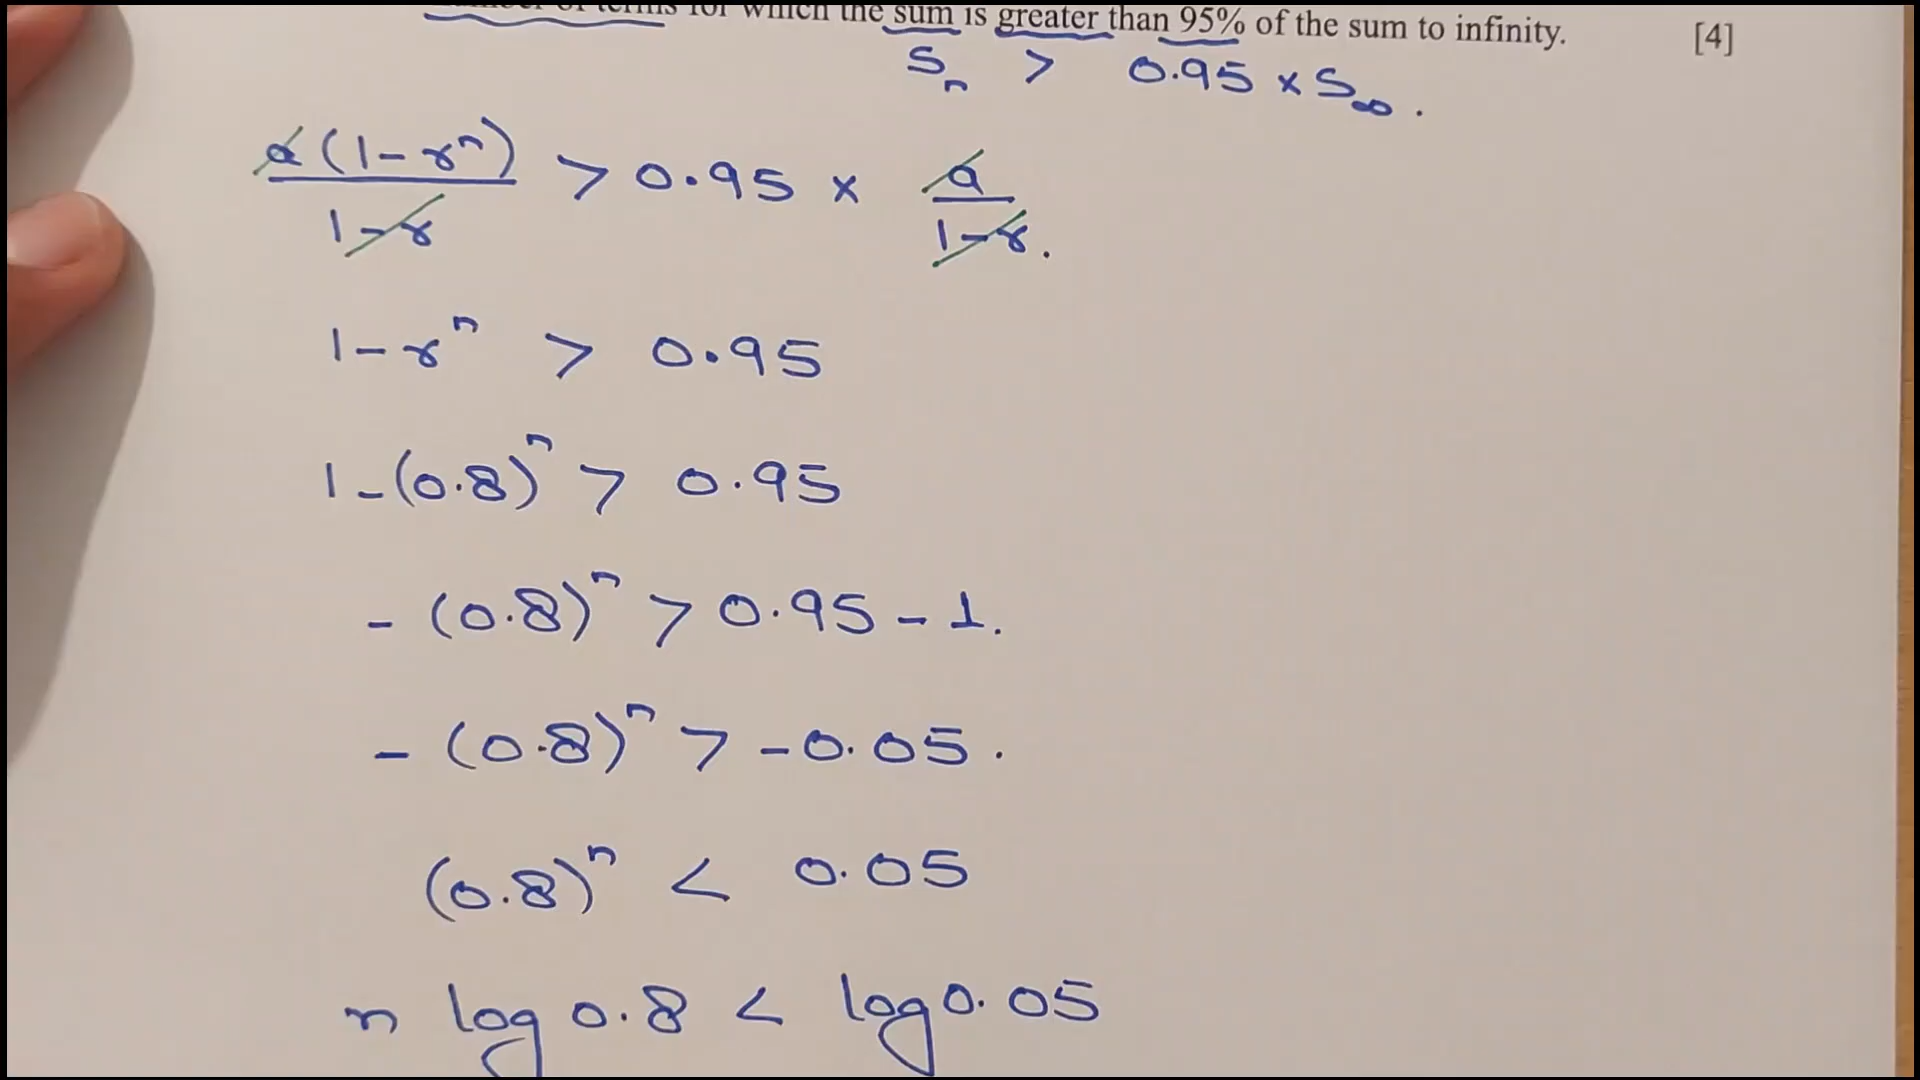 number of terms for which the sum is greater than 95% of the sum to infinity. [4]
Sₙ > 0.95 × S∞ .
a(1-rⁿ)/1-r > 0.95 × a/1-r.
1-rⁿ > 0.95
1-(0.8)ⁿ > 0.95
-(0.8)ⁿ > 0.95 - 1.
-(0.8)ⁿ > -0.05.
(0.8)ⁿ < 0.05
n log 0.8 < log 0.05